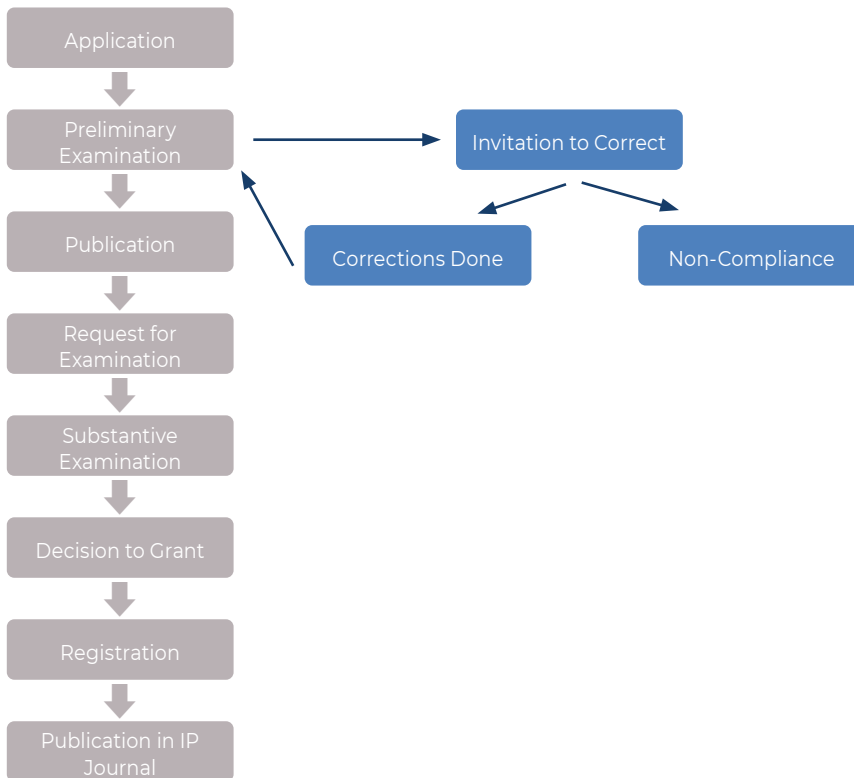 Application
Preliminary
Examination
Invitation to Correct
Publication
Corrections Done
Non-Compliance
Request for
Examination
Substantive
Examination
Decision to Grant
Registration
Publication in IP
Journal